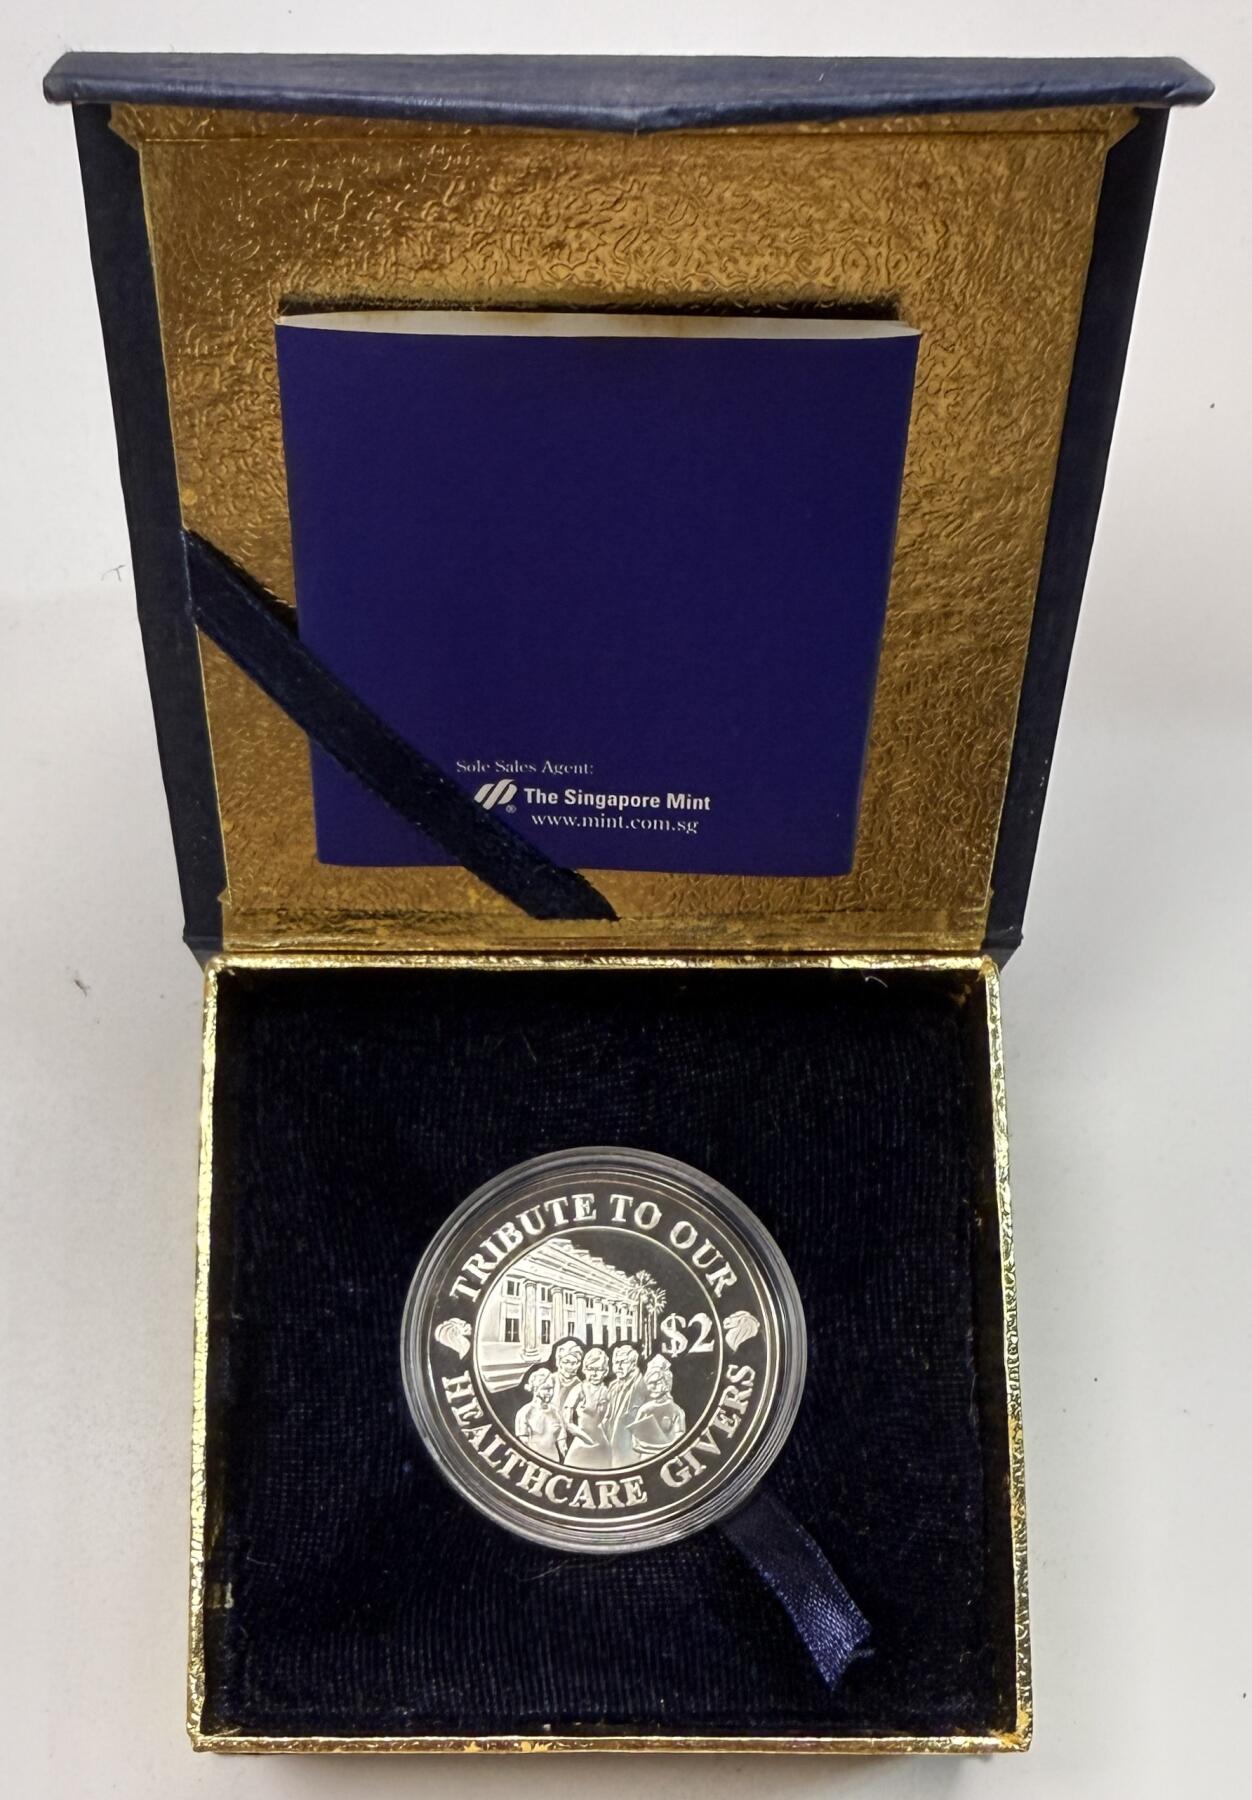 Sole Sales Agent:
The Singapore Mint
®
www.mint.com.sg
TRIBUTE TO OUR
$2
HEALTHCARE GIVERS